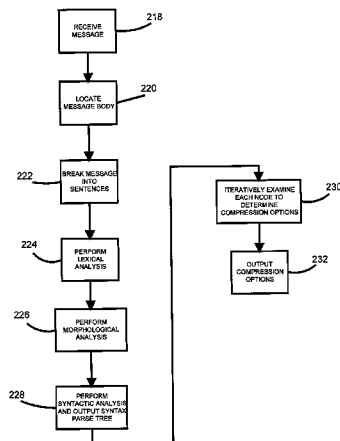 RECEIVE
MESSAGE
218
LOCATE
MESSAGE BODY
220
BREAK MESSAGE
INTO
SENTENCES
222
PERFORM
LEXICAL
ANALYSIS
224
PERFORM
MORPHOLOGICAL
ANALYSIS
226
PERFORM
SYNTACTIC ANALYSIS
AND OUTPUT SYNTAX
PARSE TREE
228
ITERATIVELY EXAMINE
EACH NODE TO
DETERMINE
COMPRESSION OPTIONS
230
OUTPUT
COMPRESSION
OPTIONS
232